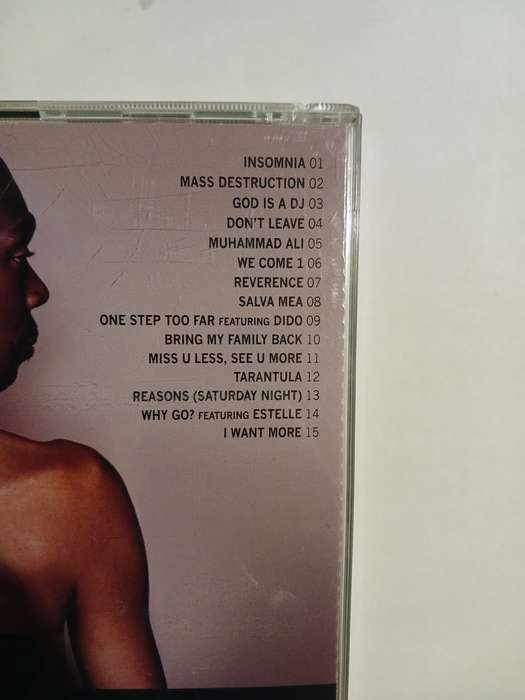 INSOMNIA 01
MASS DESTRUCTION 02
GOD IS A DJ 03
DON'T LEAVE 04
MUHAMMAD ALI 05
WE COME 1 06
REVERENCE 07
SALVA MEA 08
ONE STEP TOO FAR FEATURING DIDO 09
BRING MY FAMILY BACK 10
MISS U LESS, SEE U MORE 11
TARANTULA 12
REASONS (SATURDAY NIGHT) 13
WHY GO? FEATURING ESTELLE 14
I WANT MORE 15